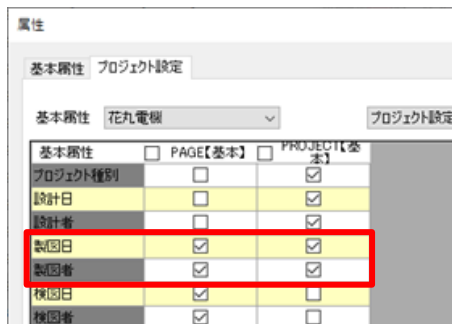 属性
基本属性 プロジェクト設定
基本属性 花丸電機 プロジェクト設定
基本属性 PAGE【基本】 PROJECT【基本】
プロジェクト種別
設計日
設計者
製図日
製図者
検図日
検図者